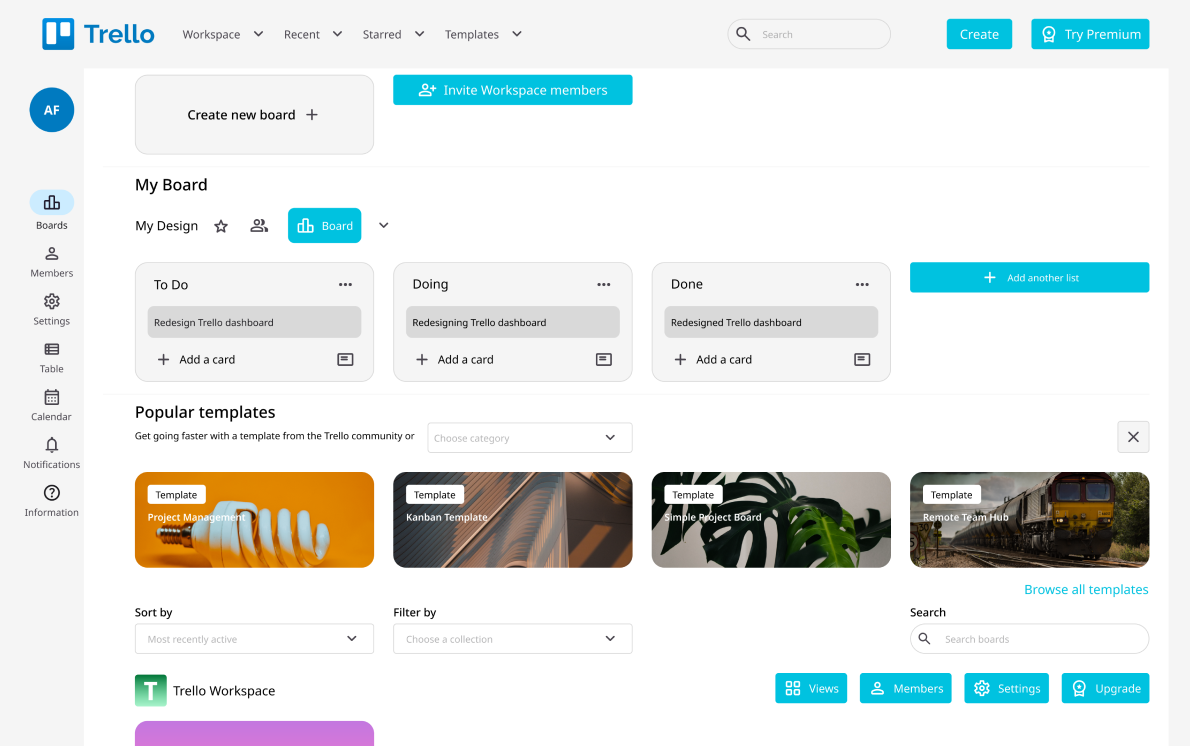 Trello
Workspace
Recent
Starred
Templates
Search
Create
Try Premium
AF
Boards
Members
Settings
Table
Calendar
Notifications
Information
Create new board
Invite Workspace members
My Board
My Design
Board
To Do
Redesign Trello dashboard
Add a card
Doing
Redesigning Trello dashboard
Add a card
Done
Redesigned Trello dashboard
Add a card
Add another list
Popular templates
Get going faster with a template from the Trello community or
Choose category
Template
Project Management
Template
Kanban Template
Template
Simple Project Board
Template
Remote Team Hub
Browse all templates
Sort by
Most recently active
Filter by
Choose a collection
Search
Search boards
T
Trello Workspace
Views
Members
Settings
Upgrade